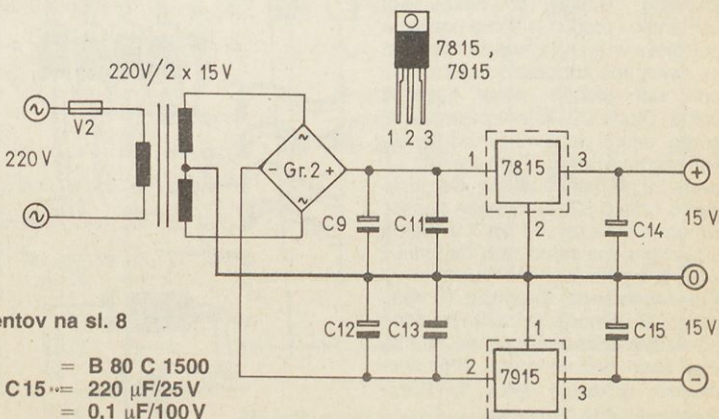 7815 ,
7915
1 2 3
220V/2 x 15V
V2
220 V
Gr.2
- +
~
~
1
7815
3
2
+
15 V
C9
C11
C14
0
C12
C13
C15
15 V
1
2
7915
3
-
entov na sl. 8
= B 80 C 1500
C 15 = 220 µF/25 V
= 0,1 µF/100 V